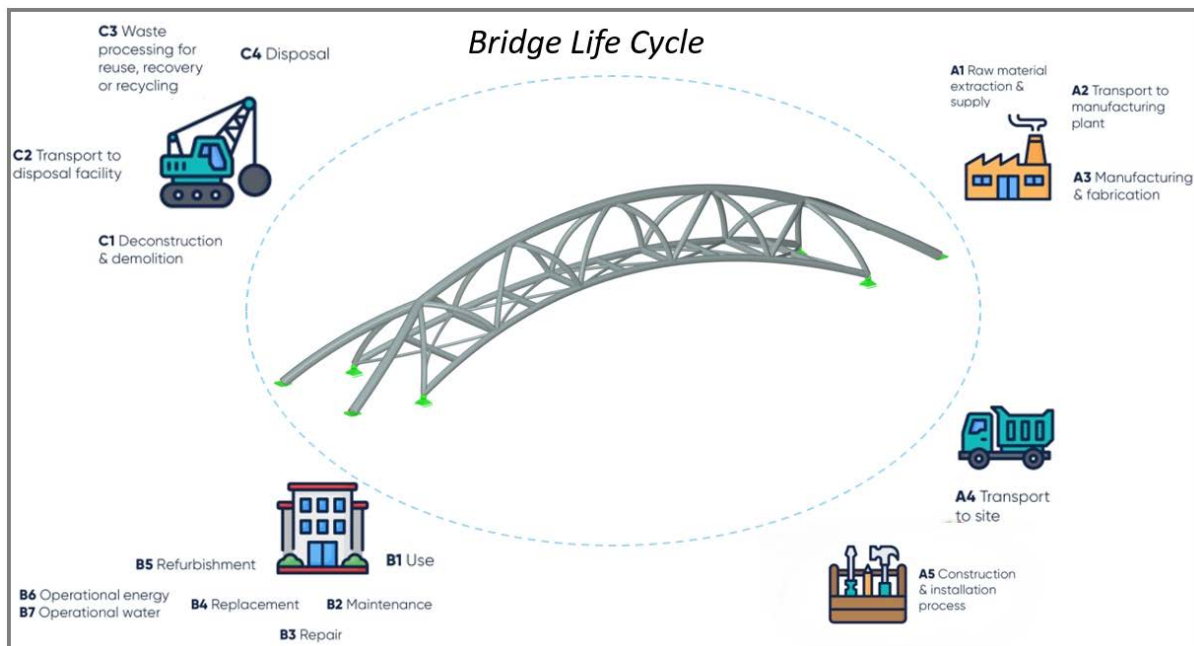 Bridge Life Cycle
C3 Waste
processing for
reuse, recovery
or recycling
C4 Disposal
C2 Transport to
disposal facility
C1 Deconstruction
& demolition
A1 Raw material
extraction &
supply
A2 Transport to
manufacturing
plant
A3 Manufacturing
& fabrication
A4 Transport
to site
A5 Construction
& installation
process
B1 Use
B5 Refurbishment
B6 Operational energy
B7 Operational water
B4 Replacement
B2 Maintenance
B3 Repair